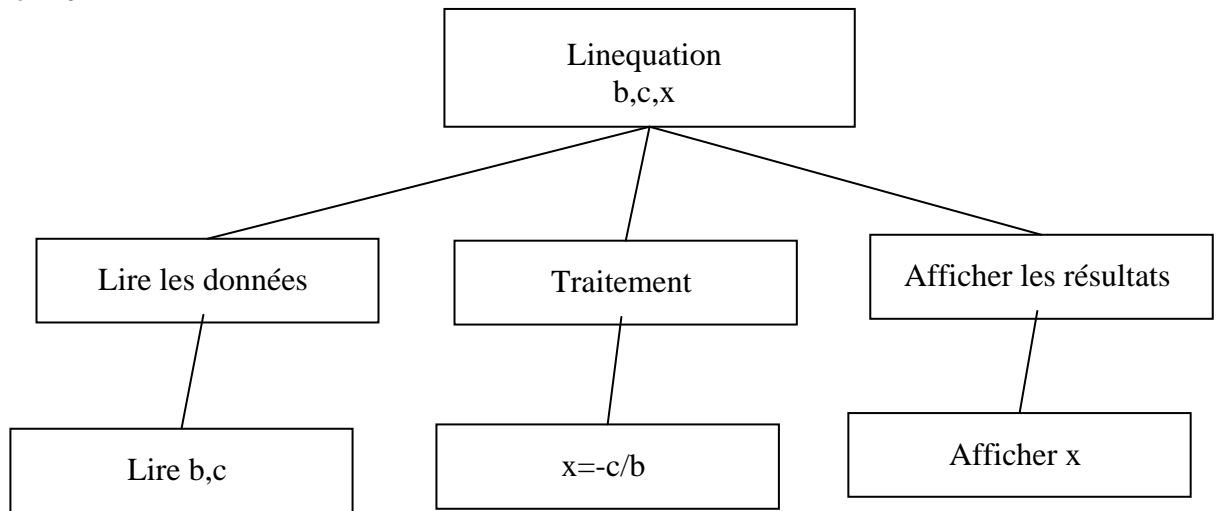 Linequation
b,c,x
Lire les données
Traitement
Afficher les résultats
Lire b,c
x=-c/b
Afficher x